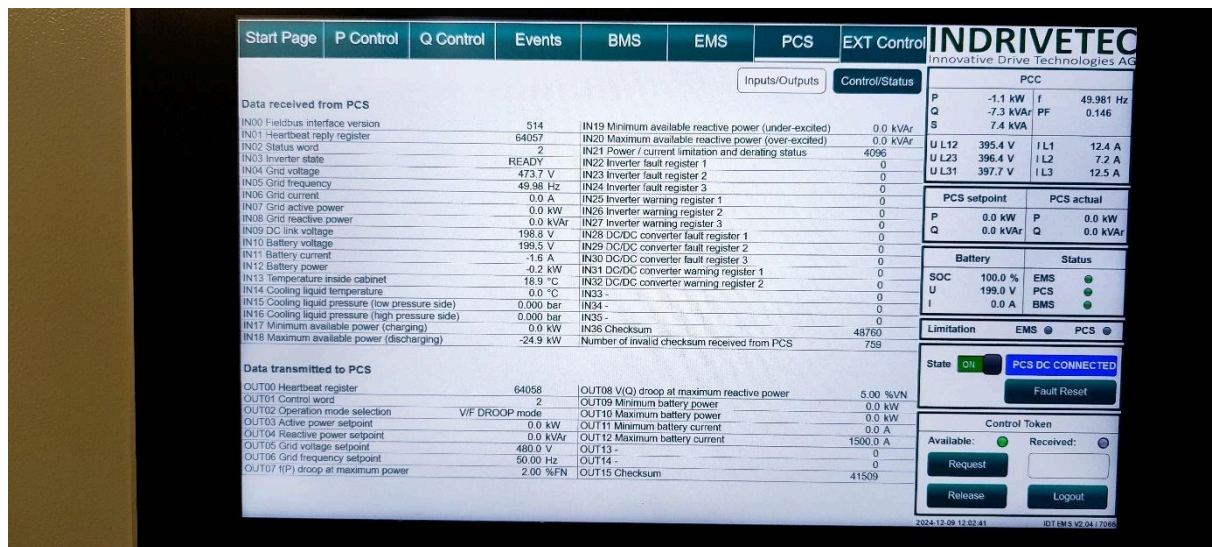 Start Page P Control Q Control Events BMS EMS PCS EXT Control
INDRIVETEC
Innovative Drive Technologies AG
Inputs/Outputs Control/Status
Data received from PCS
IN00 Fieldbus interface version 514
IN01 Heartbeat reply register 64057
IN02 Status word 2
IN03 Inverter state READY
IN04 Grid voltage 473.7 V
IN05 Grid frequency 49.98 Hz
IN06 Grid current 0.0 A
IN07 Grid active power 0.0 kW
IN08 Grid reactive power 0.0 kVAr
IN09 DC link voltage 198.8 V
IN10 Battery voltage 199.5 V
IN11 Battery current -1.6 A
IN12 Battery power -0.2 kW
IN13 Temperature inside cabinet 18.9 °C
IN14 Cooling liquid temperature 0.0 °C
IN15 Cooling liquid pressure (low pressure side) 0.000 bar
IN16 Cooling liquid pressure (high pressure side) 0.000 bar
IN17 Minimum available power (charging) 0.0 kW
IN18 Maximum available power (discharging) -24.9 kW
IN19 Minimum available reactive power (under-excited) 0.0 kVAr
IN20 Maximum available reactive power (over-excited) 0.0 kVAr
IN21 Power / current limitation and derating status 4096
IN22 Inverter fault register 1 0
IN23 Inverter fault register 2 0
IN24 Inverter fault register 3 0
IN25 Inverter warning register 1 0
IN26 Inverter warning register 2 0
IN27 Inverter warning register 3 0
IN28 DC/DC converter fault register 1 0
IN29 DC/DC converter fault register 2 0
IN30 DC/DC converter fault register 3 0
IN31 DC/DC converter warning register 1 0
IN32 DC/DC converter warning register 2 0
IN33 - 0
IN34 - 0
IN35 - 0
IN36 Checksum 48760
Number of invalid checksum received from PCS 759
Data transmitted to PCS
OUT00 Heartbeat register 64058
OUT01 Control word 2
OUT02 Operation mode selection V/F DROOP mode
OUT03 Active power setpoint 0.0 kW
OUT04 Reactive power setpoint 0.0 kVAr
OUT05 Grid voltage setpoint 480.0 V
OUT06 Grid frequency setpoint 50.00 Hz
OUT07 f(P) droop at maximum power 2.00 %FN
OUT08 V(Q) droop at maximum reactive power 5.00 %VN
OUT09 Minimum battery power 0.0 kW
OUT10 Maximum battery power 0.0 kW
OUT11 Minimum battery current 0.0 A
OUT12 Maximum battery current 1500.0 A
OUT13 - 0
OUT14 - 0
OUT15 Checksum 41509
PCC
P -1.1 kW f 49.981 Hz
Q -7.3 kVAr PF 0.146
S 7.4 kVA
U L12 395.4 V I L1 12.4 A
U L23 396.4 V I L2 7.2 A
U L31 397.7 V I L3 12.5 A
PCS setpoint PCS actual
P 0.0 kW P 0.0 kW
Q 0.0 kVAr Q 0.0 kVAr
Battery Status
SOC 100.0 % EMS
U 199.0 V PCS
I 0.0 A BMS
Limitation EMS PCS
State ON PCS DC CONNECTED
Fault Reset
Control Token
Available: Received:
Request
Release Logout
2024-12-09 12:02:41 IDT EMS V2.04 / 7066